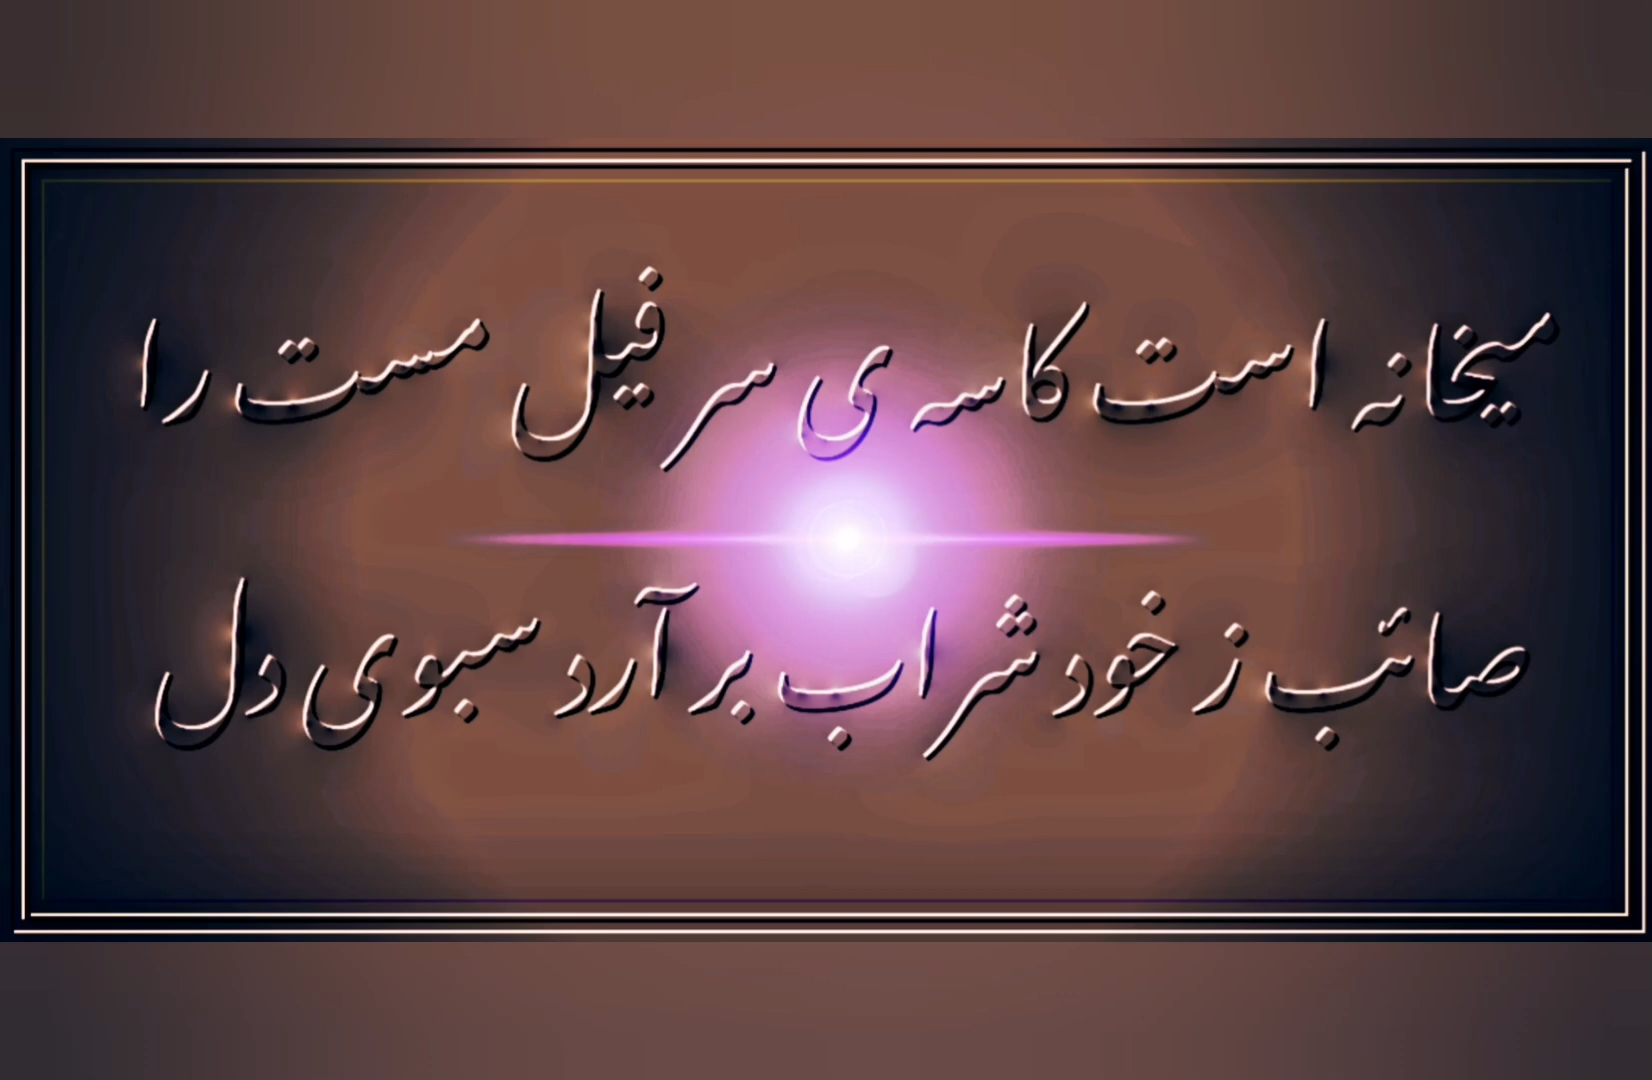 میخانه است کاسه ی سر فیل مست را
صائب ز خود شراب بر آرد سبوی دل